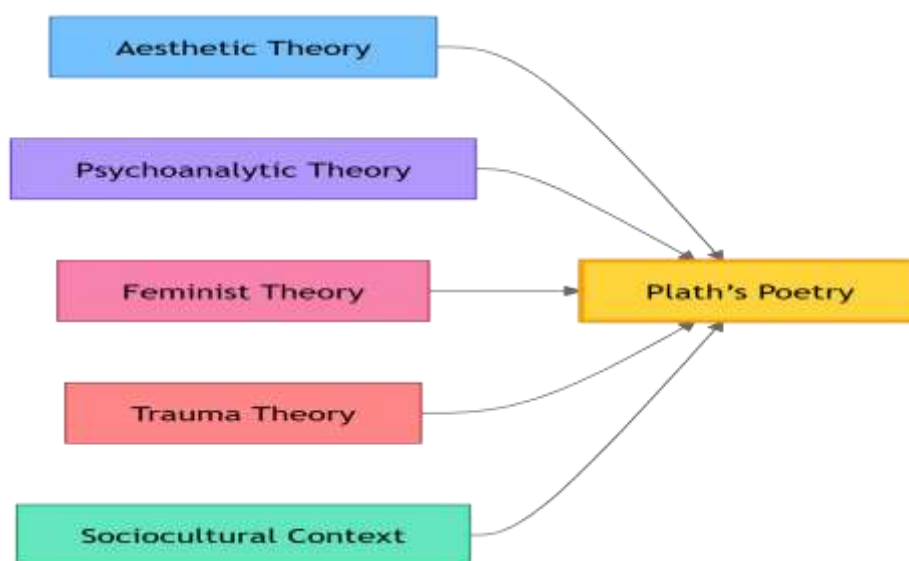 Aesthetic Theory
Psychoanalytic Theory
Feminist Theory
Plath’s Poetry
Trauma Theory
Sociocultural Context